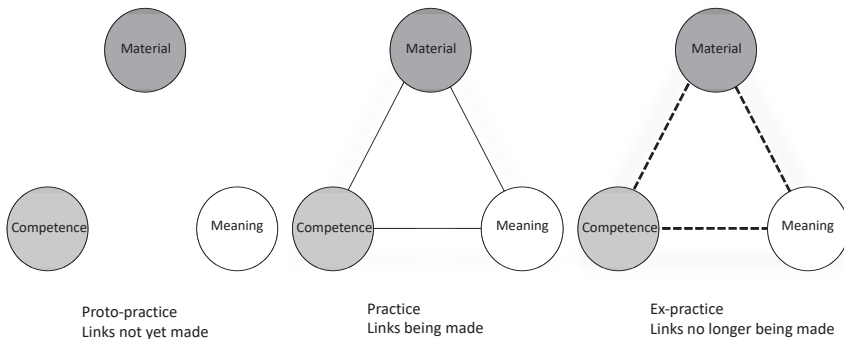 Material
Material
Material
Competence
Meaning
Competence
Meaning
Competence
Meaning
Proto-practice
Links not yet made
Practice
Links being made
Ex-practice
Links no longer being made